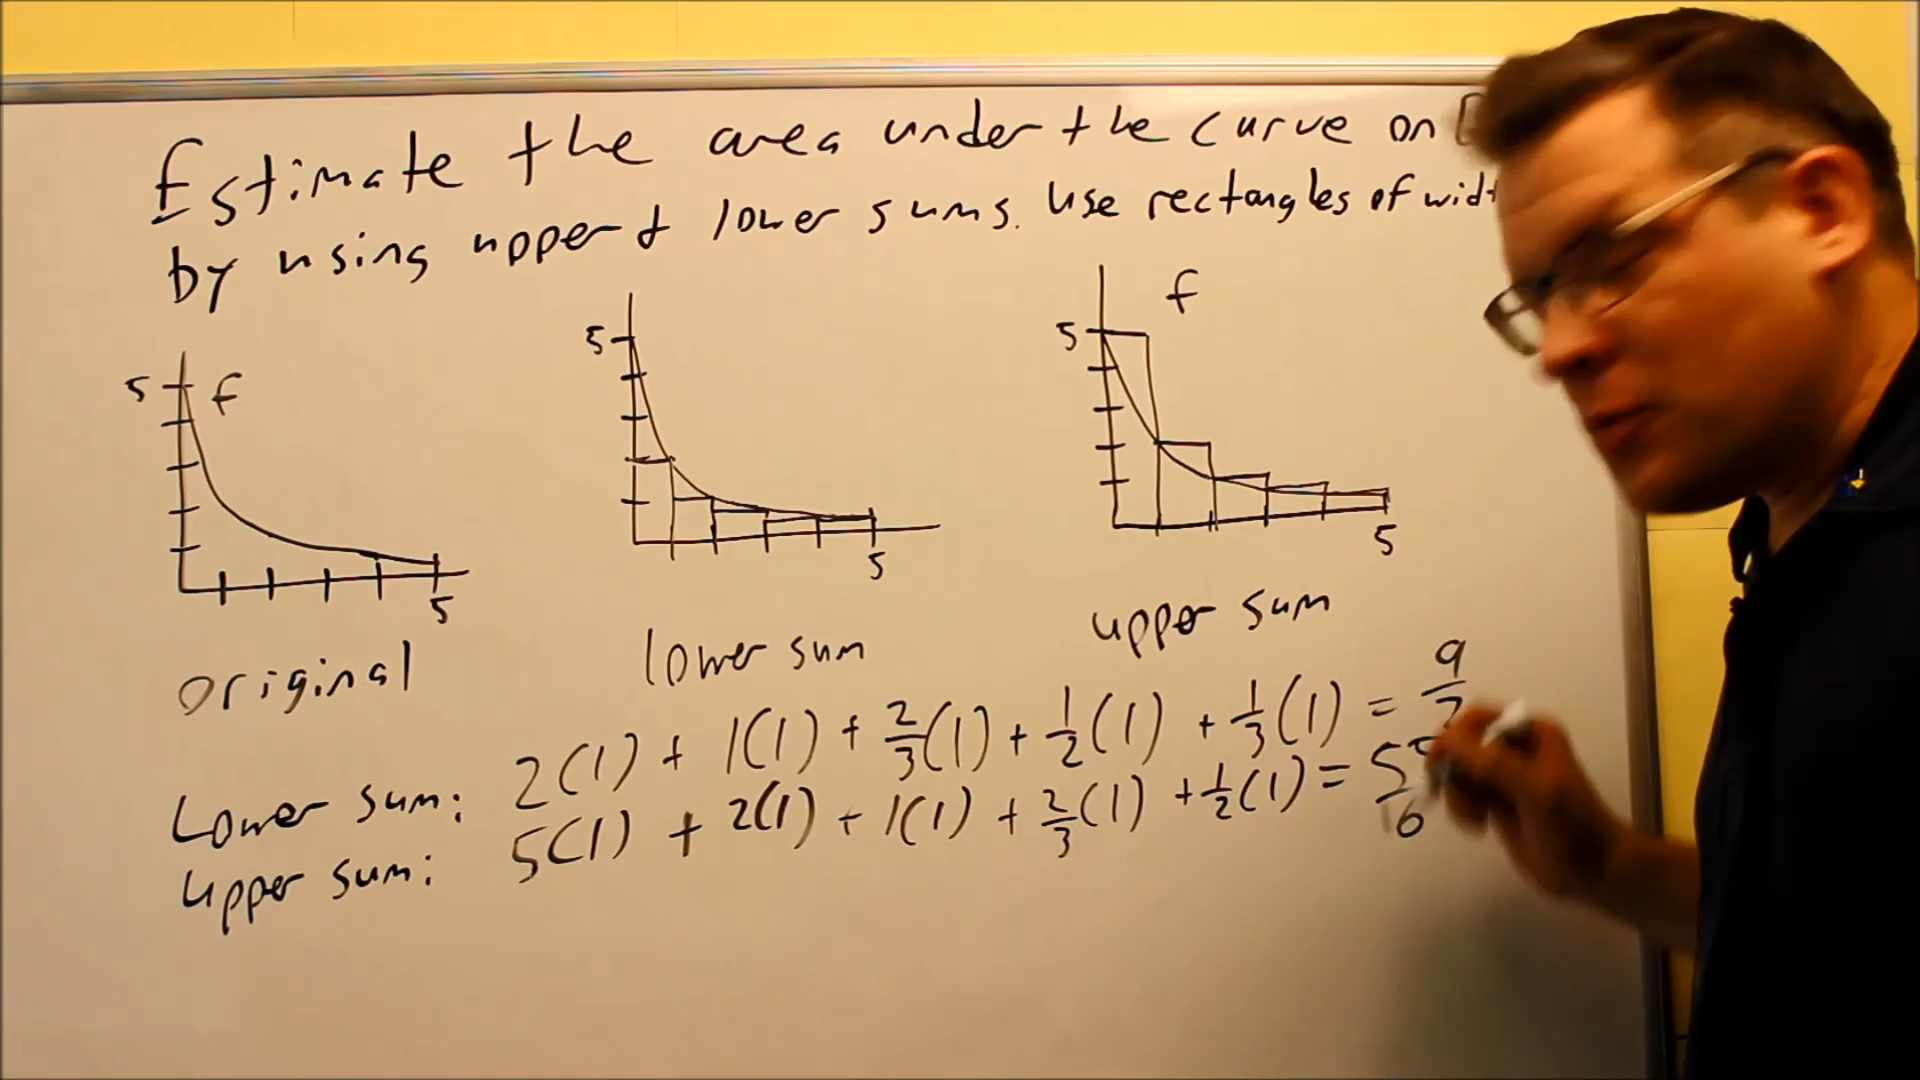 Estimate the area under the curve on [
by using upper & lower sums. Use rectangles of
5 f
5
5 f
5
5
5
original
lower sum
upper sum
Lower sum: 2(1) + 1(1) + 2/3(1) + 1/2(1) + 1/3(1) = 9/2
Upper sum: 5(1) + 2(1) + 1(1) + 2/3(1) + 1/2(1) =